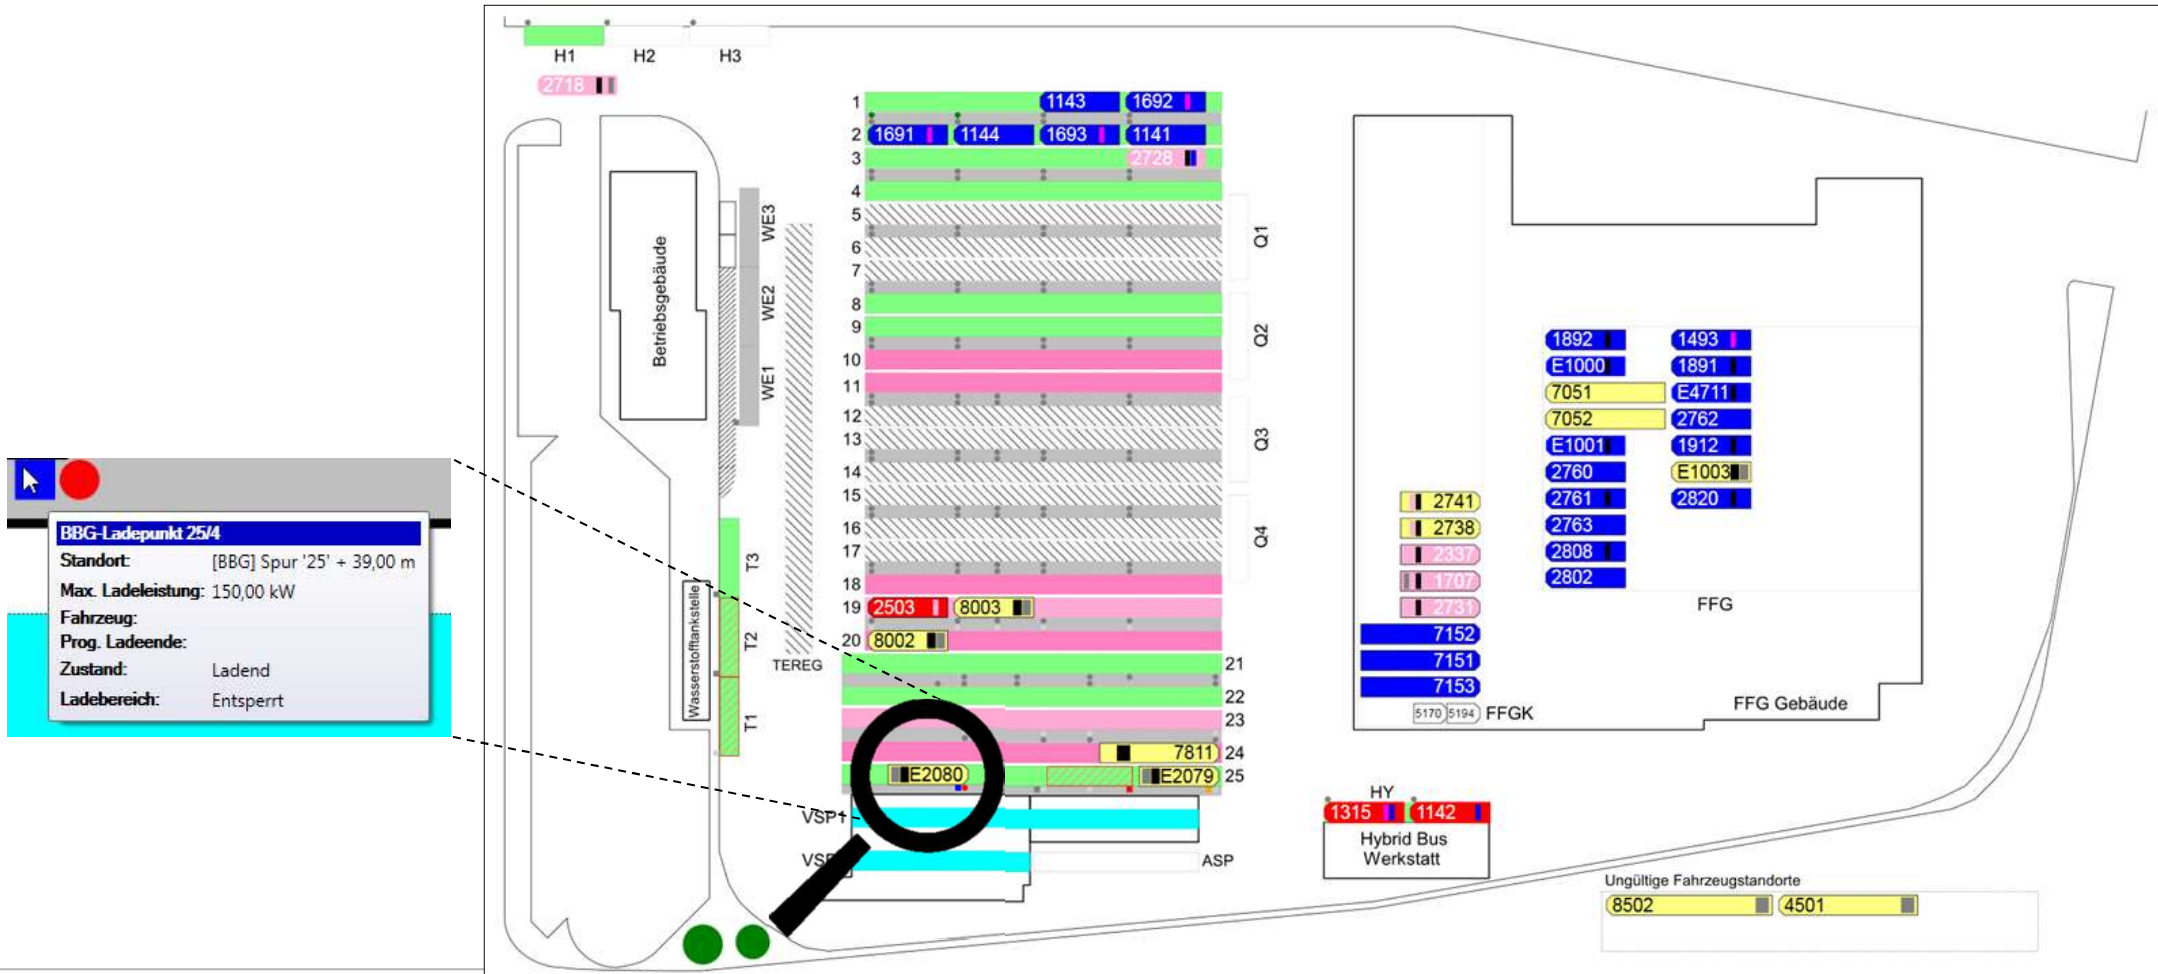 H1
H2
H3
2718
1
1143
1692
2
1691
1144
1693
1141
3
2728
4
5
6
7
8
9
10
11
12
13
14
15
16
17
18
19
2503
8003
20
8002
21
22
23
24
7811
25
E2080
E2079
Q1
Q2
Q3
Q4
WE3
WE2
WE1
Betriebsgebäude
TEREG
T3
T2
T1
Wasserstofftankstelle
VSP1
VSP
ASP
BBG-Ladepunkt 25/4
Standort: [BBG] Spur '25' + 39,00 m
Max. Ladeleistung: 150,00 kW
Fahrzeug:
Prog. Ladeende:
Zustand: Ladend
Ladebereich: Entsperrt
1892
1493
E1000
1891
7051
E4711
7052
2762
E1001
1912
2760
E1003
2761
2820
2763
2808
2802
FFG
2741
2738
2337
1707
2731
7152
7151
7153
5170
5194
FFGK
FFG Gebäude
HY
1315
1142
Hybrid Bus
Werkstatt
Ungültige Fahrzeugstandorte
8502
4501